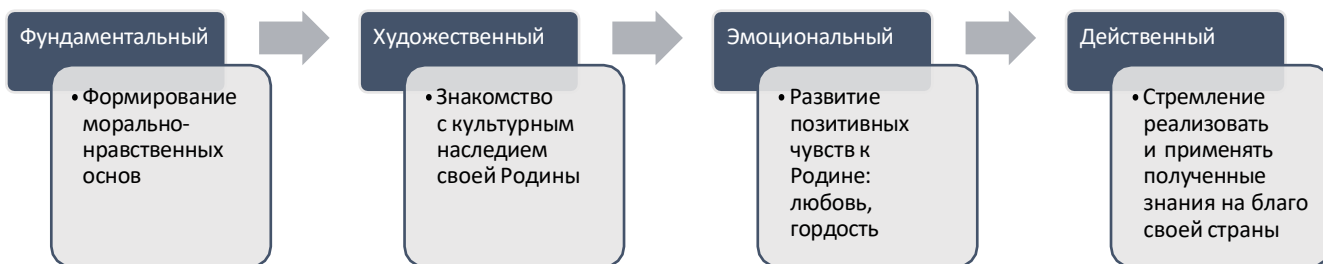 Фундаментальный
• Формирование
морально-
нравственных
основ
Художественный
• Знакомство
с культурным
наследием
своей Родины
Эмоциональный
• Развитие
позитивных
чувств к
Родине:
любовь,
гордость
Действенный
• Стремление
реализовать
и применять
полученные
знания на благо
своей страны